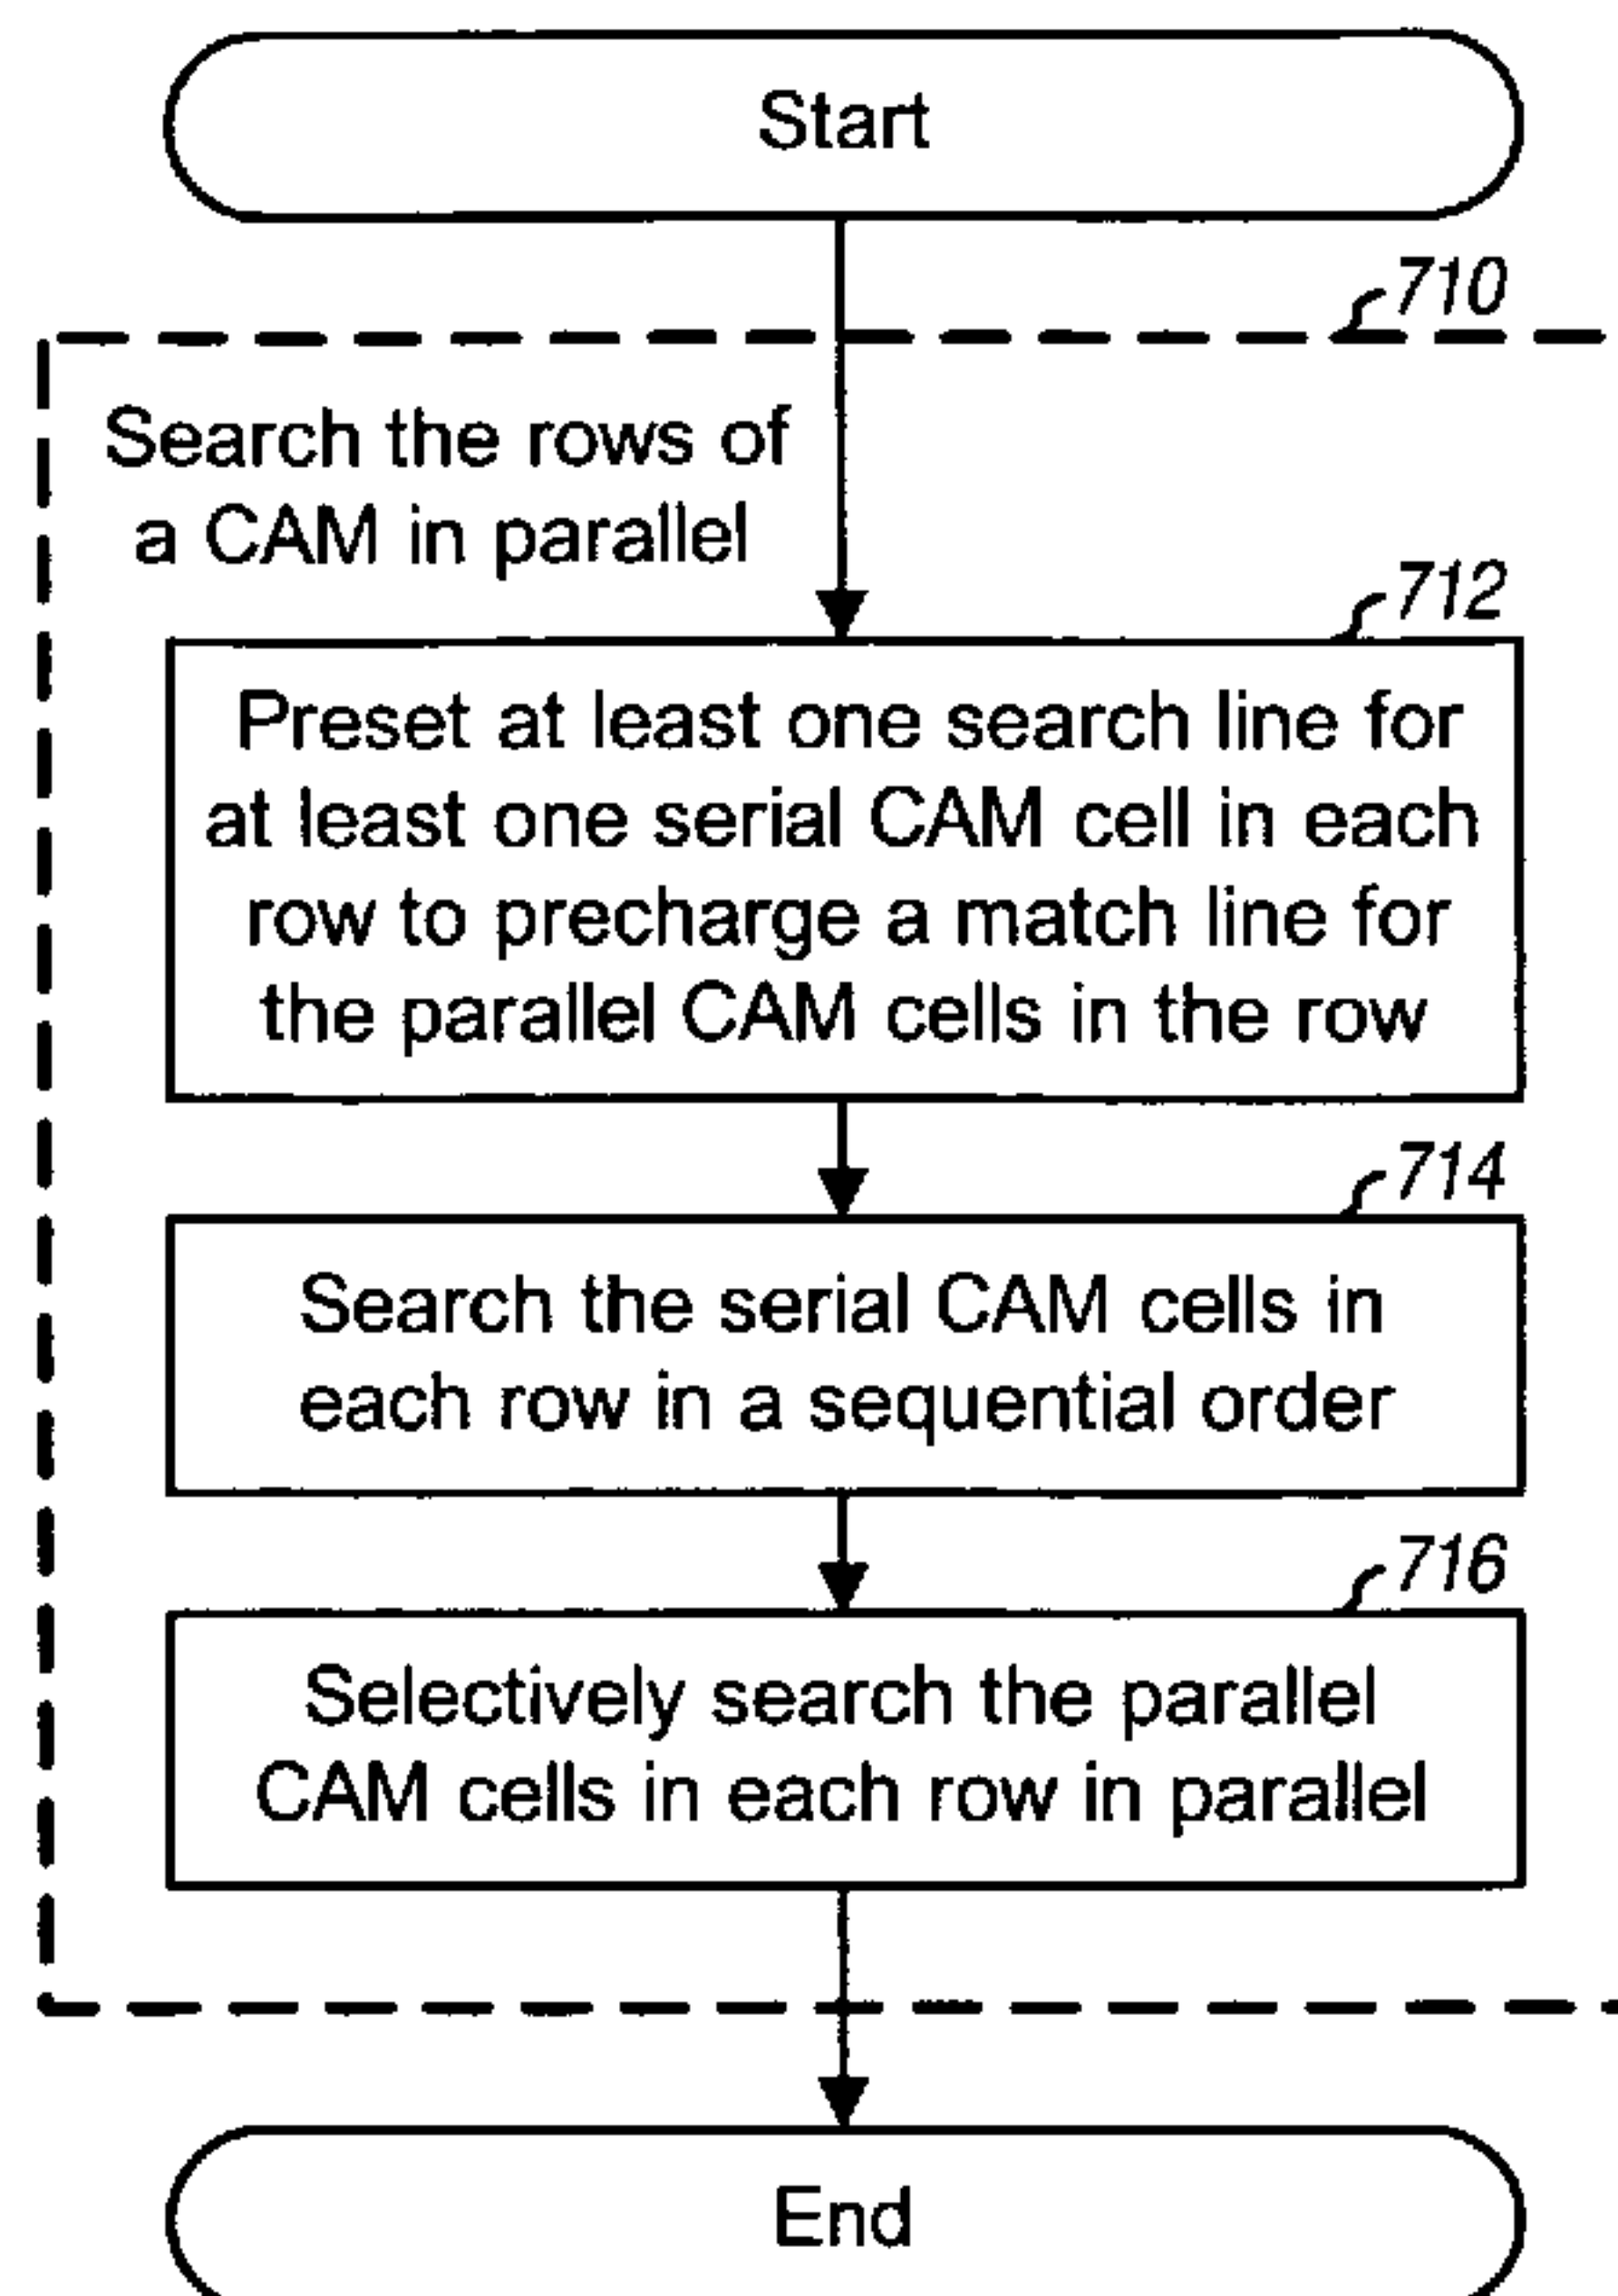 Start
710
Search the rows of
a CAM in parallel
712
Preset at least one search line for
at least one serial CAM cell in each
row to precharge a match line for
the parallel CAM cells in the row
714
Search the serial CAM cells in
each row in a sequential order
716
Selectively search the parallel
CAM cells in each row in parallel
End